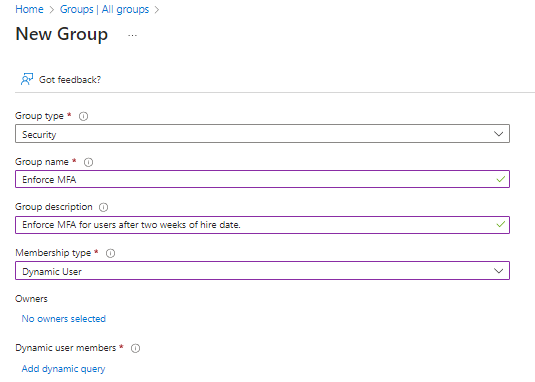 Home > Groups | All groups >
New Group ...
Got feedback?
Group type *
Security
Group name *
Enforce MFA
Group description
Enforce MFA for users after two weeks of hire date.
Membership type *
Dynamic User
Owners
No owners selected
Dynamic user members *
Add dynamic query